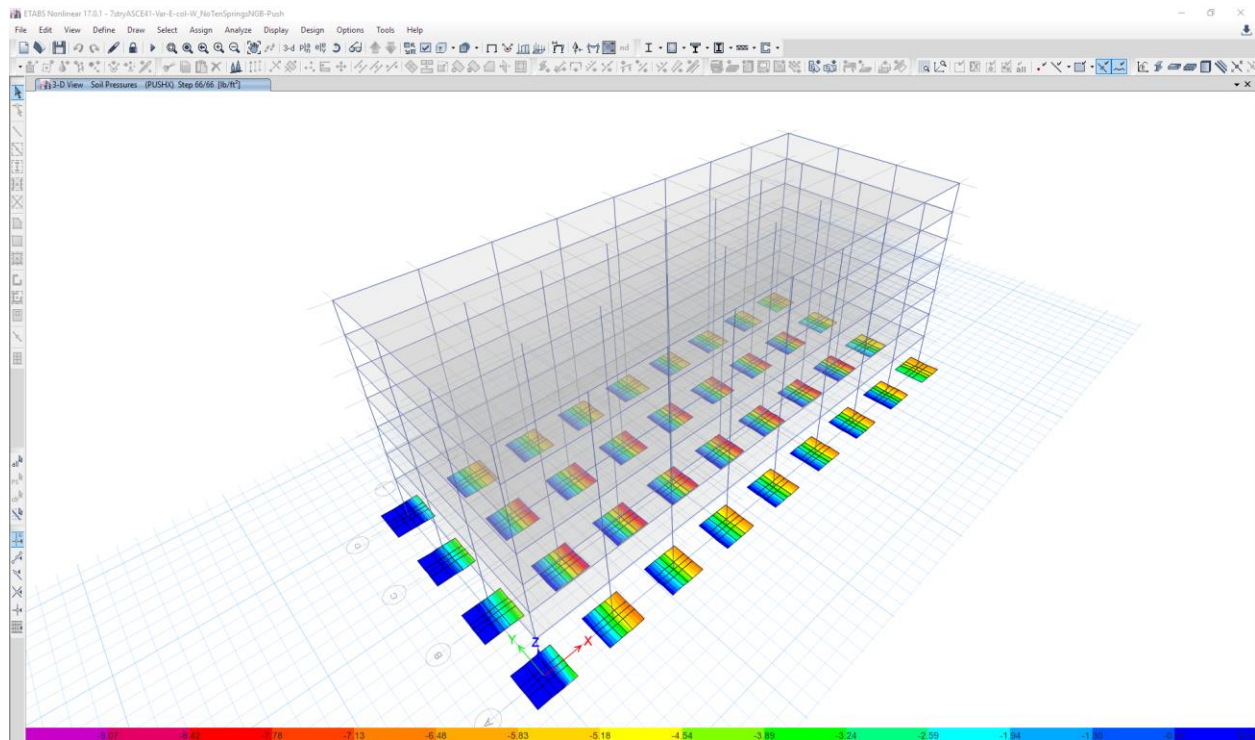 ETABS Nonlinear 17.0.1 - 7stryASCE41-Var-E-col-W_NoTenSpringsNGB-Push
File Edit View Define Draw Select Assign Analyze Display Design Options Tools Help
3-d
nd
3-D View Soil Pressures (PUSHX) Step 66/66 [lb/ft²]
D
C
B
A
Y Z X
-7.78 -7.13 -6.48 -5.83 -5.18 -4.54 -3.89 -3.24 -2.59 -1.94